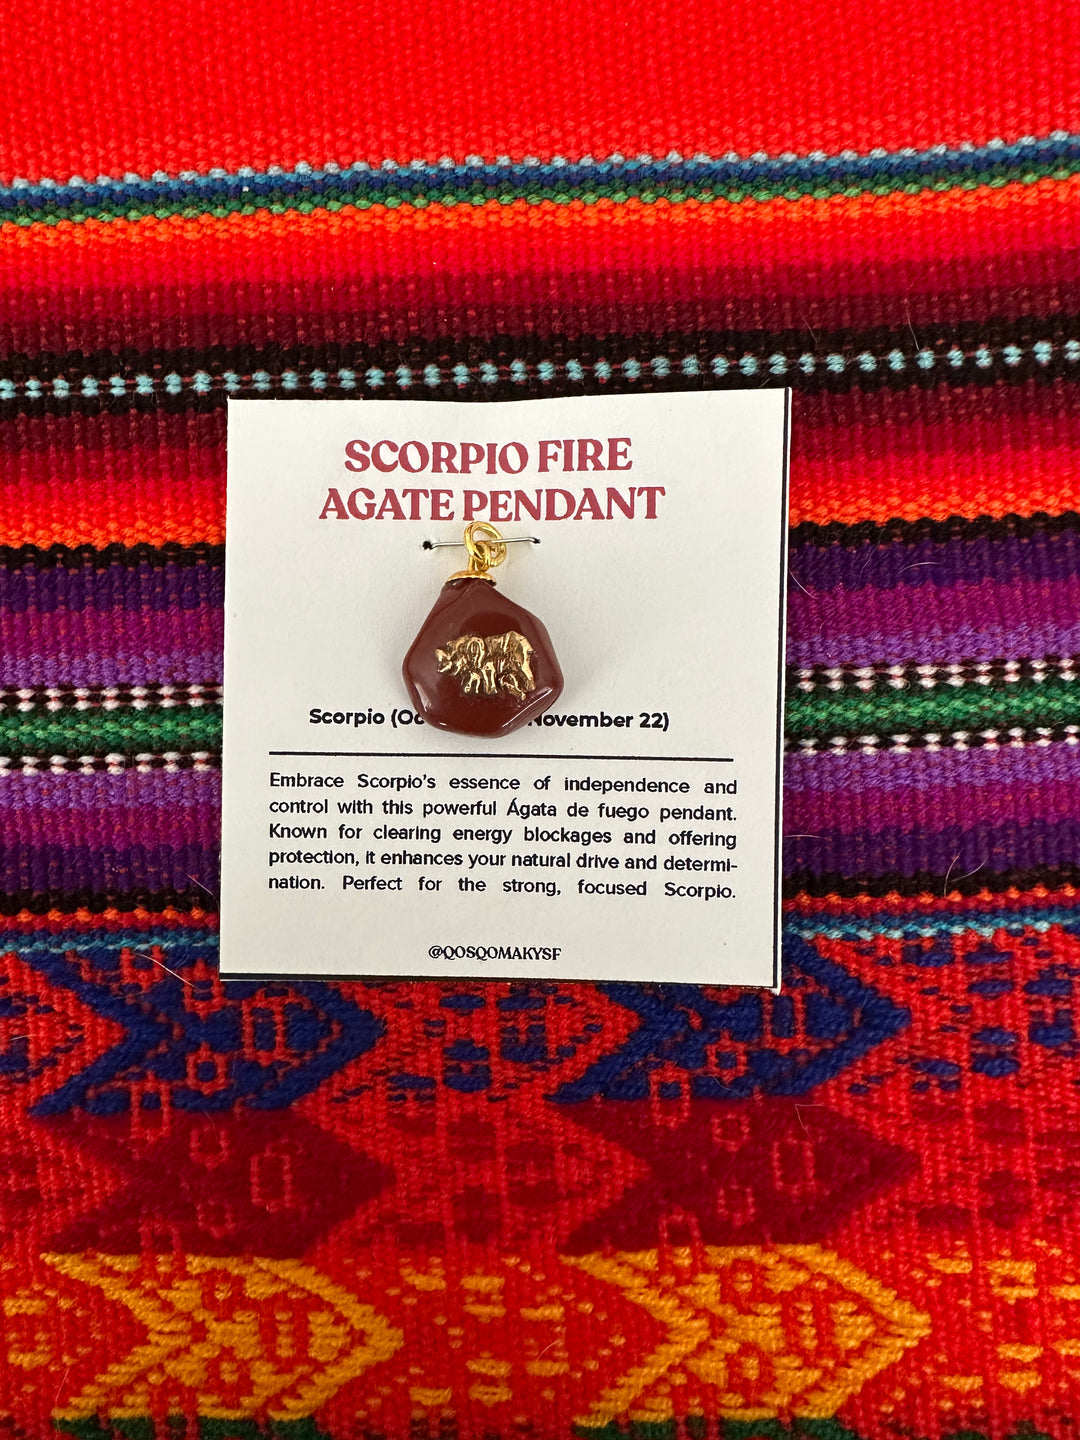 SCORPIO FIRE
AGATE PENDANT
Scorpio (Oc November 22)
Embrace Scorpio's essence of independence and
control with this powerful Ágata de fuego pendant.
Known for clearing energy blockages and offering
protection, it enhances your natural drive and determi-
nation. Perfect for the strong, focused Scorpio.
@QOSQOMAKYSF